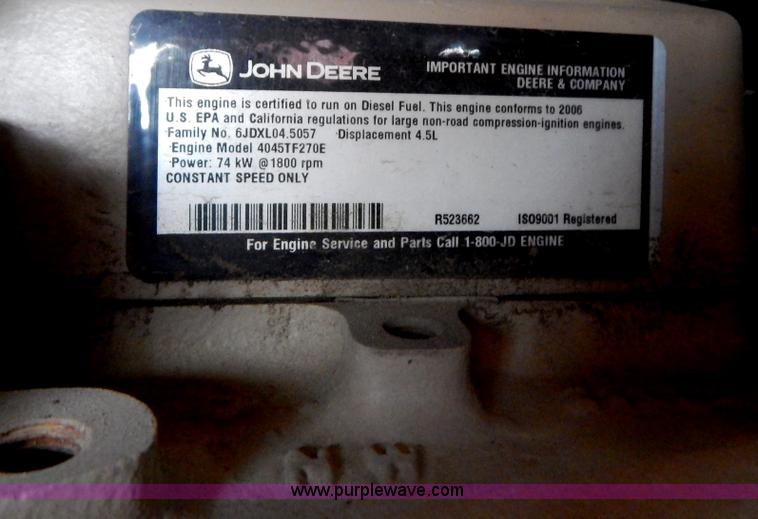 JOHN DEERE
IMPORTANT ENGINE INFORMATION
DEERE & COMPANY
This engine is certified to run on Diesel Fuel. This engine conforms to 2006
U.S. EPA and California regulations for large non-road compression-ignition engines.
·Family No. 6JDXL04.5057 ·Displacement 4.5L
·Engine Model 4045TF270E
·Power: 74 kW @1800 rpm
CONSTANT SPEED ONLY
R523662 ISO9001 Registered
For Engine Service and Parts Call 1-800-JD ENGINE
www.purplewave.com